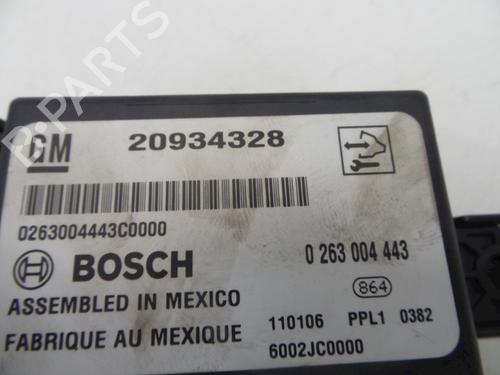 GM 20934328
0263004443C0000
BOSCH 0 263 004 443
864
ASSEMBLED IN MEXICO
110106 PPL1 0382
FABRIQUE AU MEXIQUE
6002JC0000
B-PARTS